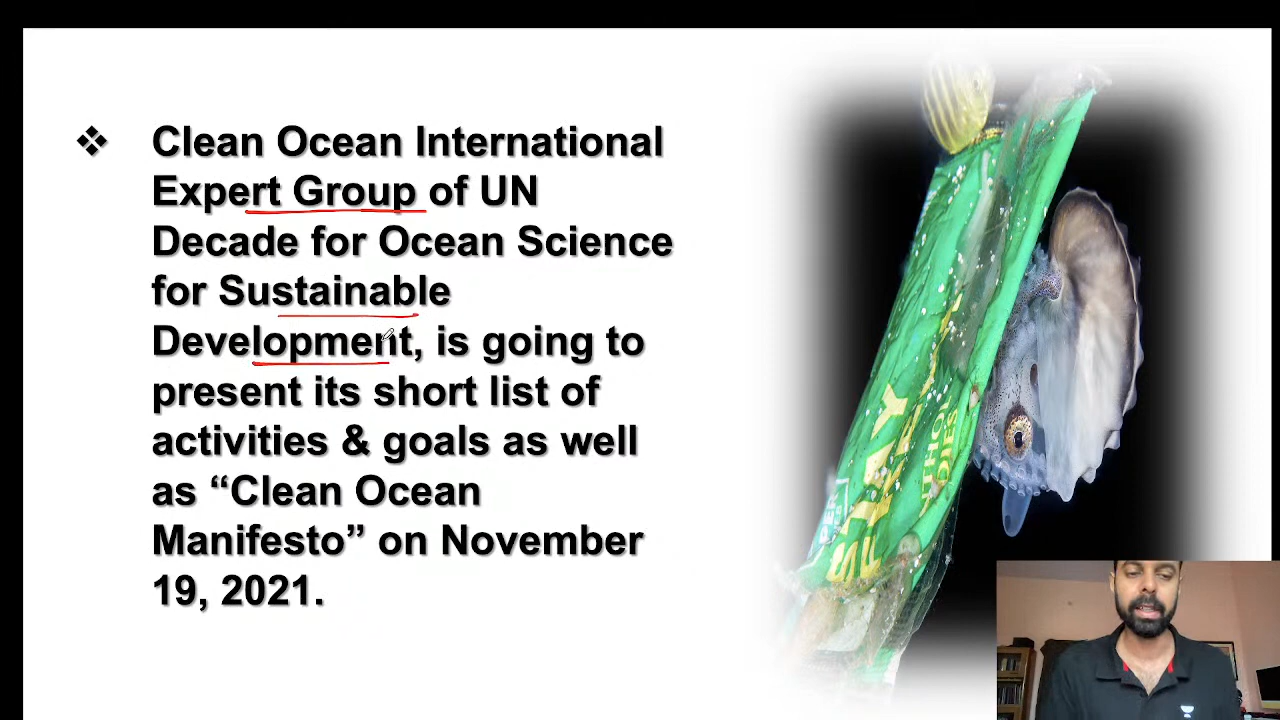 ❖ Clean Ocean International
Expert Group of UN
Decade for Ocean Science
for Sustainable
Development, is going to
present its short list of
activities & goals as well
as “Clean Ocean
Manifesto” on November
19, 2021.